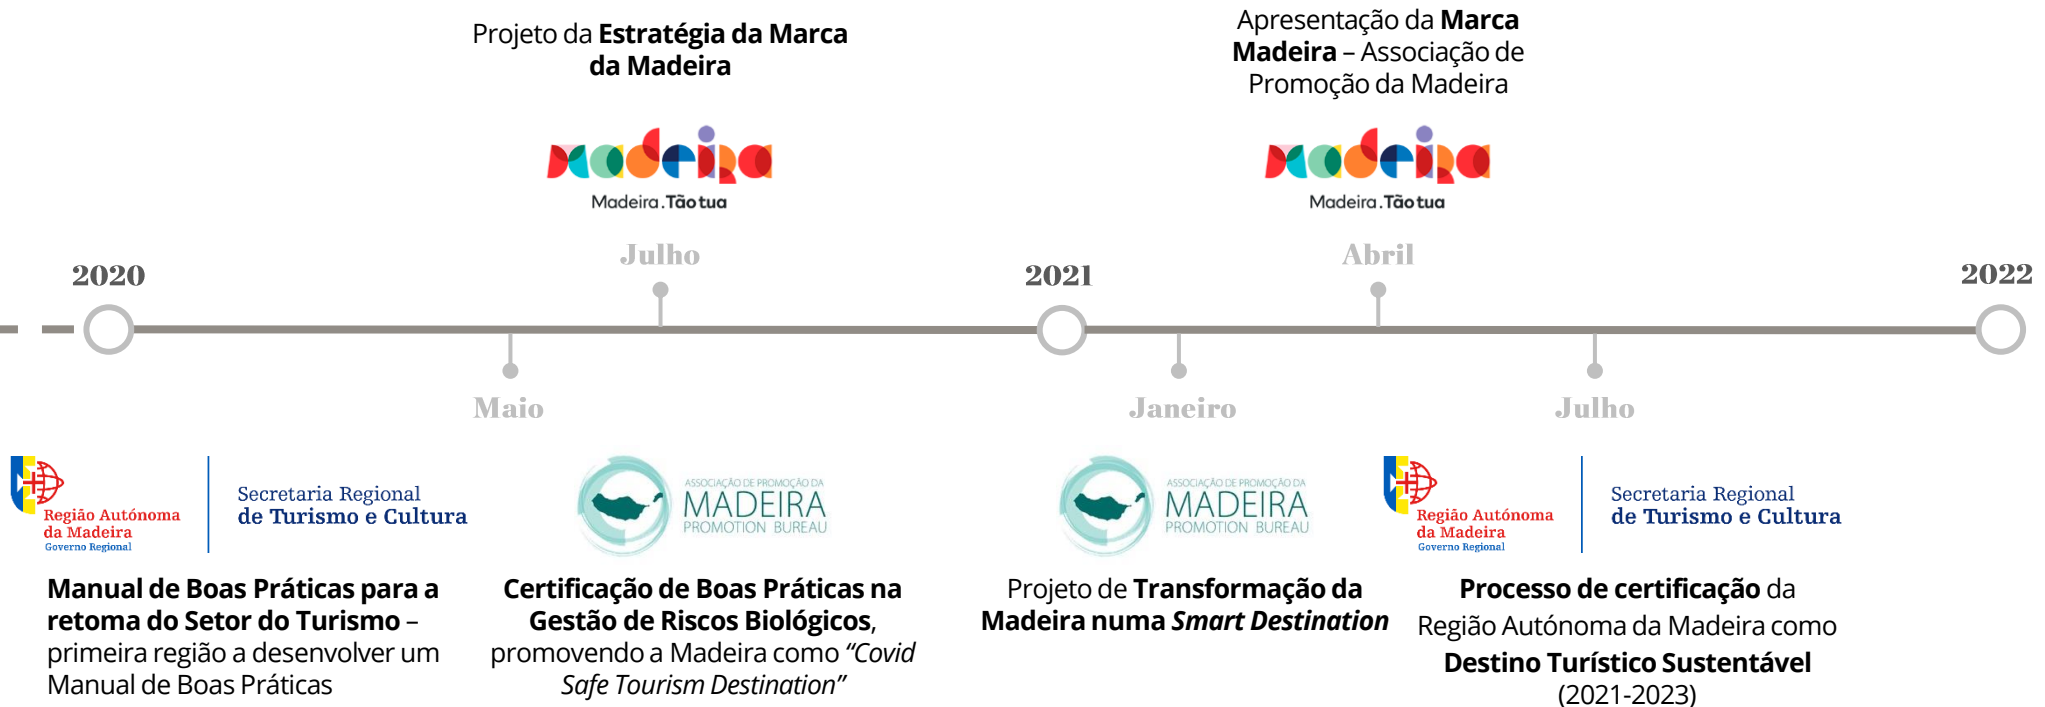 Projeto da Estratégia da Marca
da Madeira
Apresentação da Marca
Madeira – Associação de
Promoção da Madeira
madeira
Madeira.Tão tua
madeira
Madeira.Tão tua
Julho
Abril
2020
2021
2022
Maio
Janeiro
Julho
Região Autónoma
da Madeira
Governo Regional
Secretaria Regional
de Turismo e Cultura
ASSOCIAÇÃO DE PROMOÇÃO DA
MADEIRA
PROMOTION BUREAU
ASSOCIAÇÃO DE PROMOÇÃO DA
MADEIRA
PROMOTION BUREAU
Região Autónoma
da Madeira
Governo Regional
Secretaria Regional
de Turismo e Cultura
Manual de Boas Práticas para a
retoma do Setor do Turismo –
primeira região a desenvolver um
Manual de Boas Práticas
Certificação de Boas Práticas na
Gestão de Riscos Biológicos,
promovendo a Madeira como “Covid
Safe Tourism Destination”
Projeto de Transformação da
Madeira numa Smart Destination
Processo de certificação da
Região Autónoma da Madeira como
Destino Turístico Sustentável
(2021-2023)